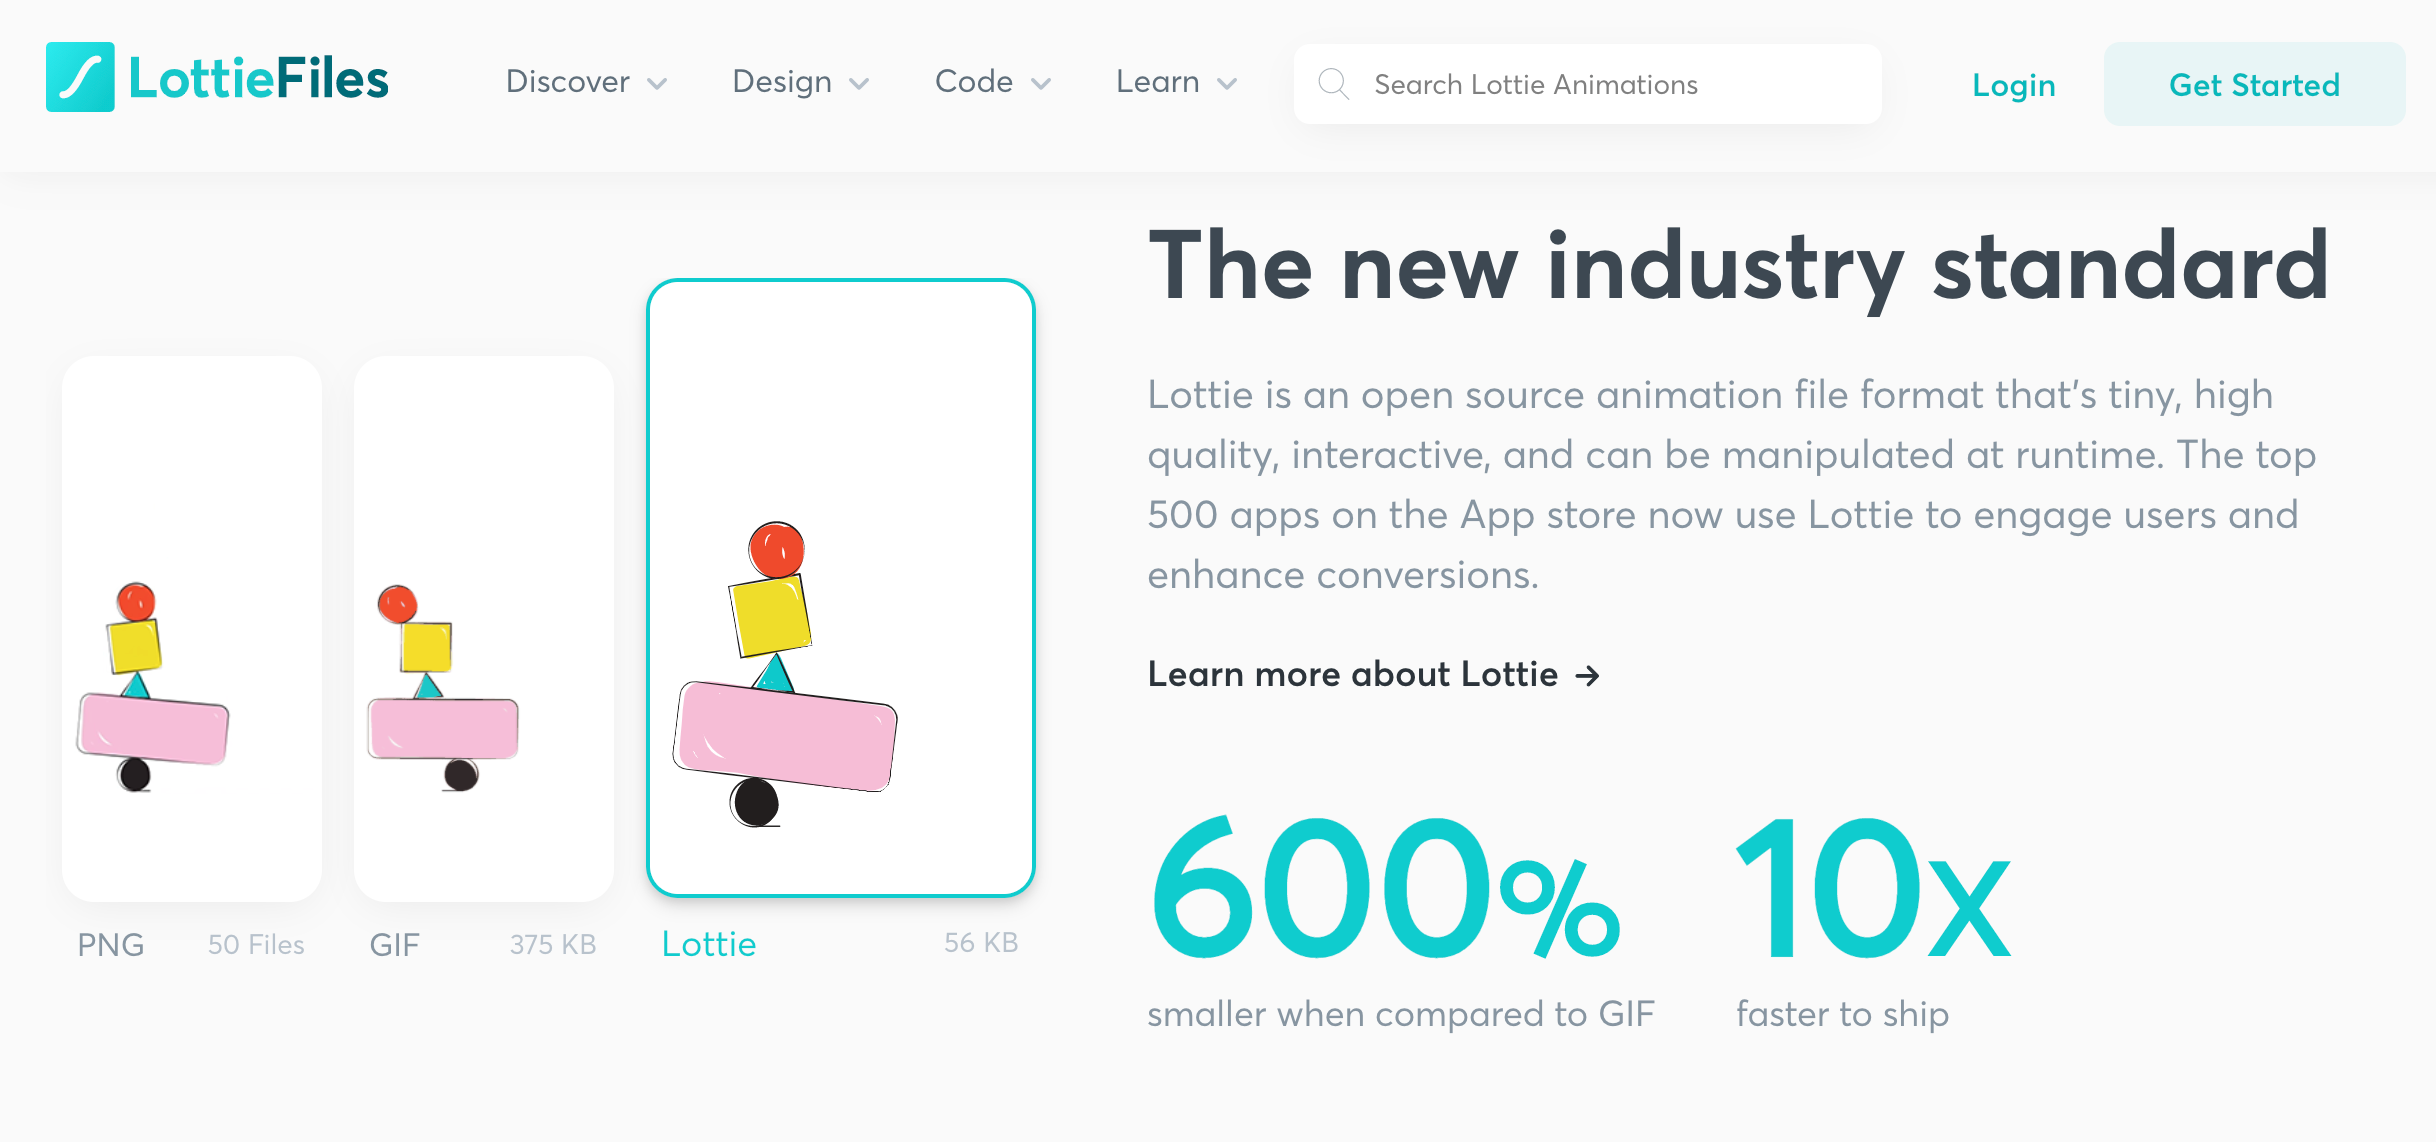 LottieFiles
Discover
Design
Code
Learn
Search Lottie Animations
Login
Get Started
PNG
50 Files
GIF
375 KB
Lottie
56 KB
The new industry standard
Lottie is an open source animation file format that's tiny, high
quality, interactive, and can be manipulated at runtime. The top
500 apps on the App store now use Lottie to engage users and
enhance conversions.
Learn more about Lottie →
600%
smaller when compared to GIF
10x
faster to ship